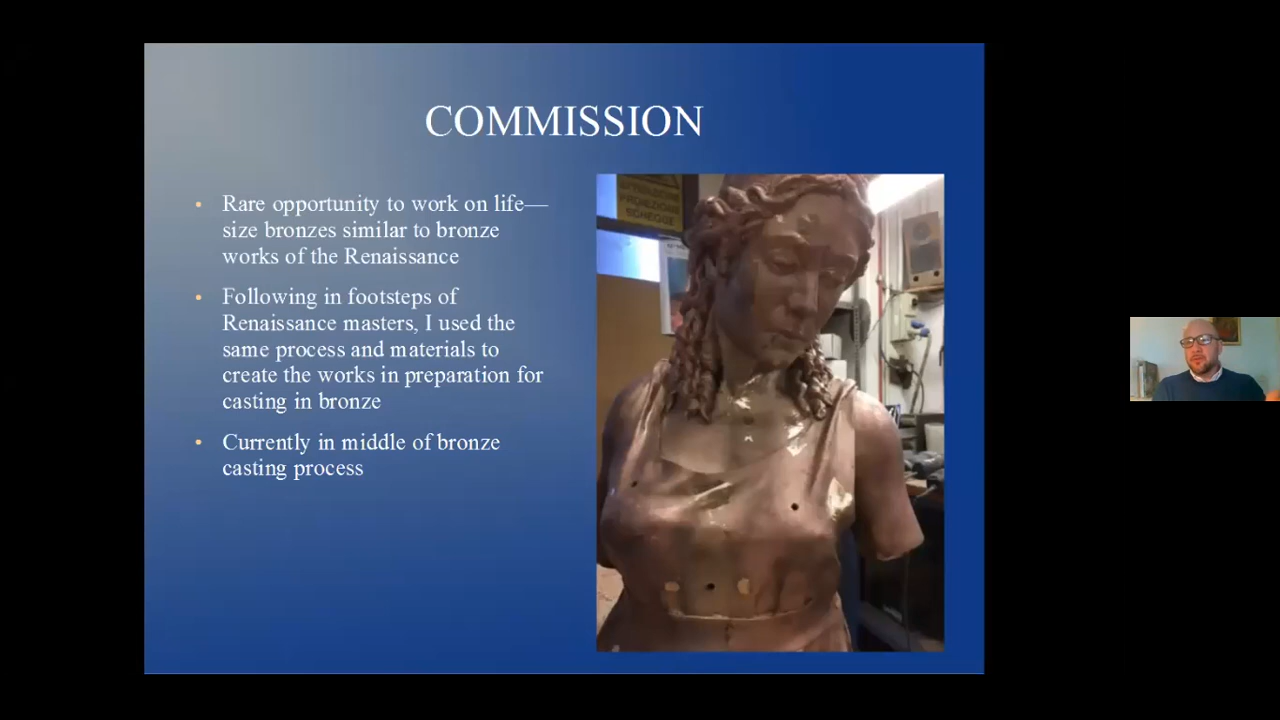 COMMISSION
• Rare opportunity to work on life—
size bronzes similar to bronze
works of the Renaissance
• Following in footsteps of
Renaissance masters, I used the
same process and materials to
create the works in preparation for
casting in bronze
• Currently in middle of bronze
casting process
PROIEZIONE
SCHEGGE